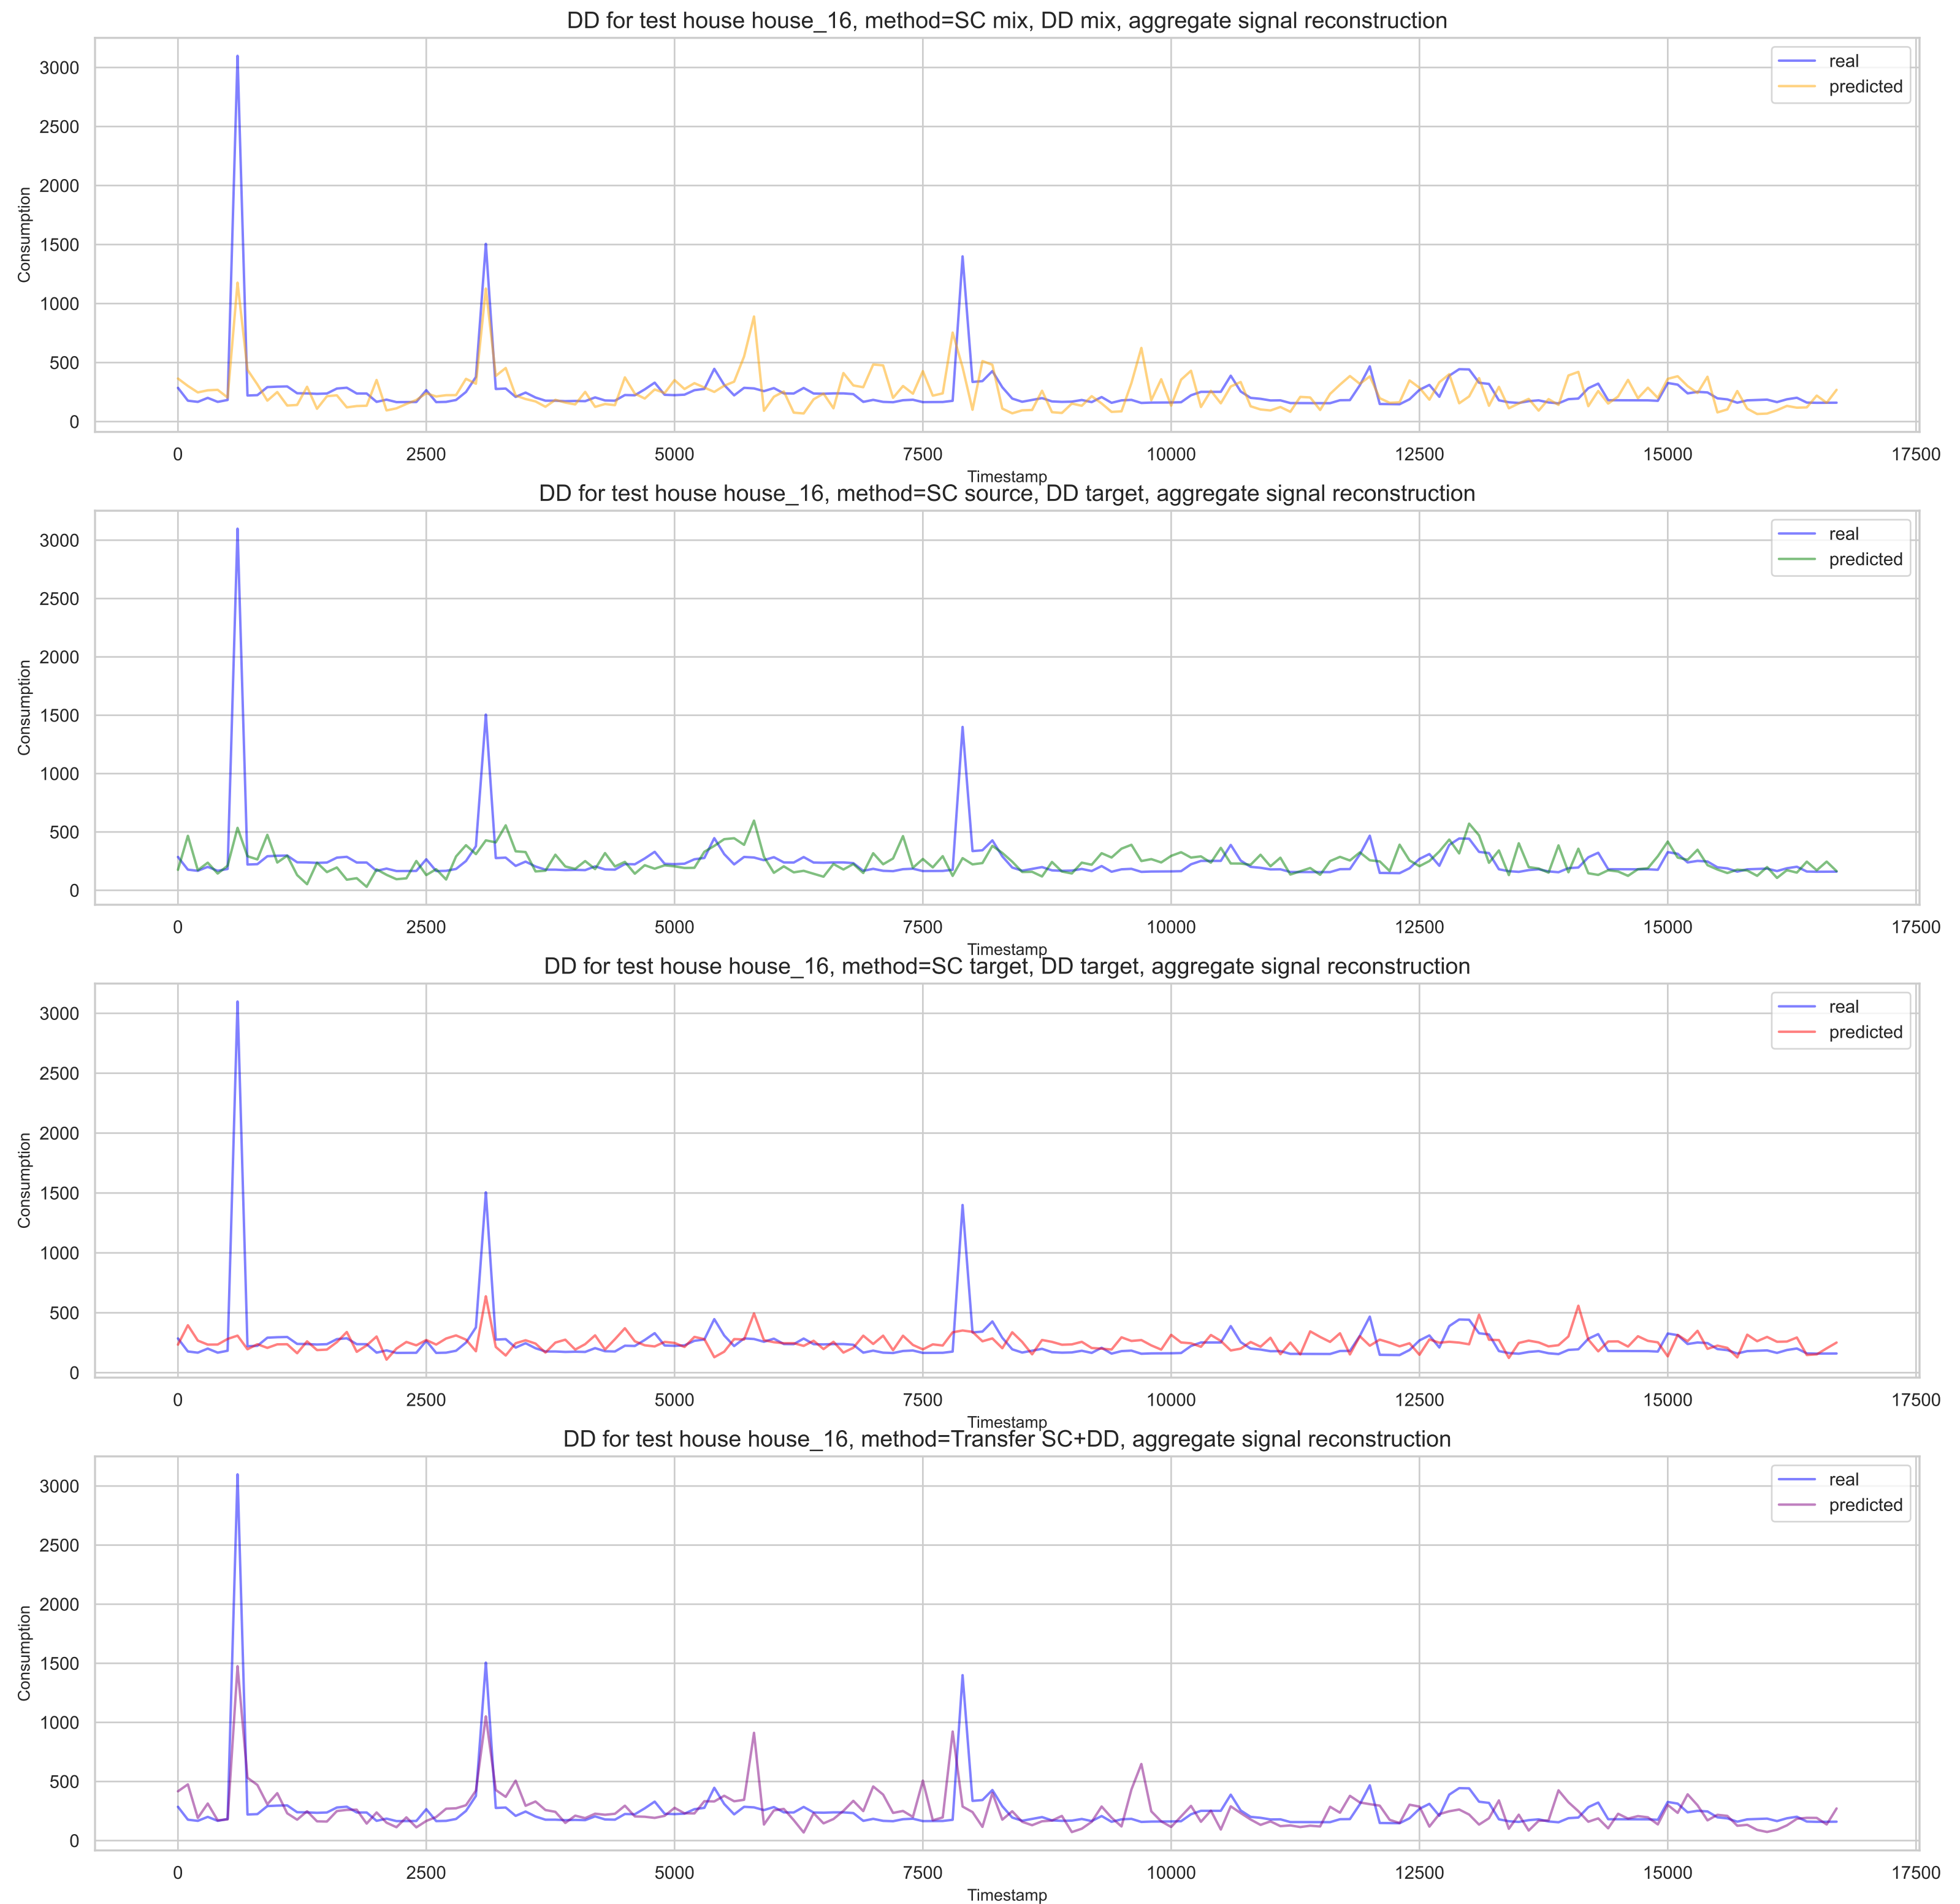 DD for test house house_16, method=SC mix, DD mix, aggregate signal reconstruction
3000
2500
2000
1500
1000
500
0
Consumption
real
predicted
0 2500 5000 7500 10000 12500 15000 17500
Timestamp
DD for test house house_16, method=SC source, DD target, aggregate signal reconstruction
3000
2500
2000
1500
1000
500
0
Consumption
real
predicted
0 2500 5000 7500 10000 12500 15000 17500
Timestamp
DD for test house house_16, method=SC target, DD target, aggregate signal reconstruction
3000
2500
2000
1500
1000
500
0
Consumption
real
predicted
0 2500 5000 7500 10000 12500 15000 17500
Timestamp
DD for test house house_16, method=Transfer SC+DD, aggregate signal reconstruction
3000
2500
2000
1500
1000
500
0
Consumption
real
predicted
0 2500 5000 7500 10000 12500 15000 17500
Timestamp